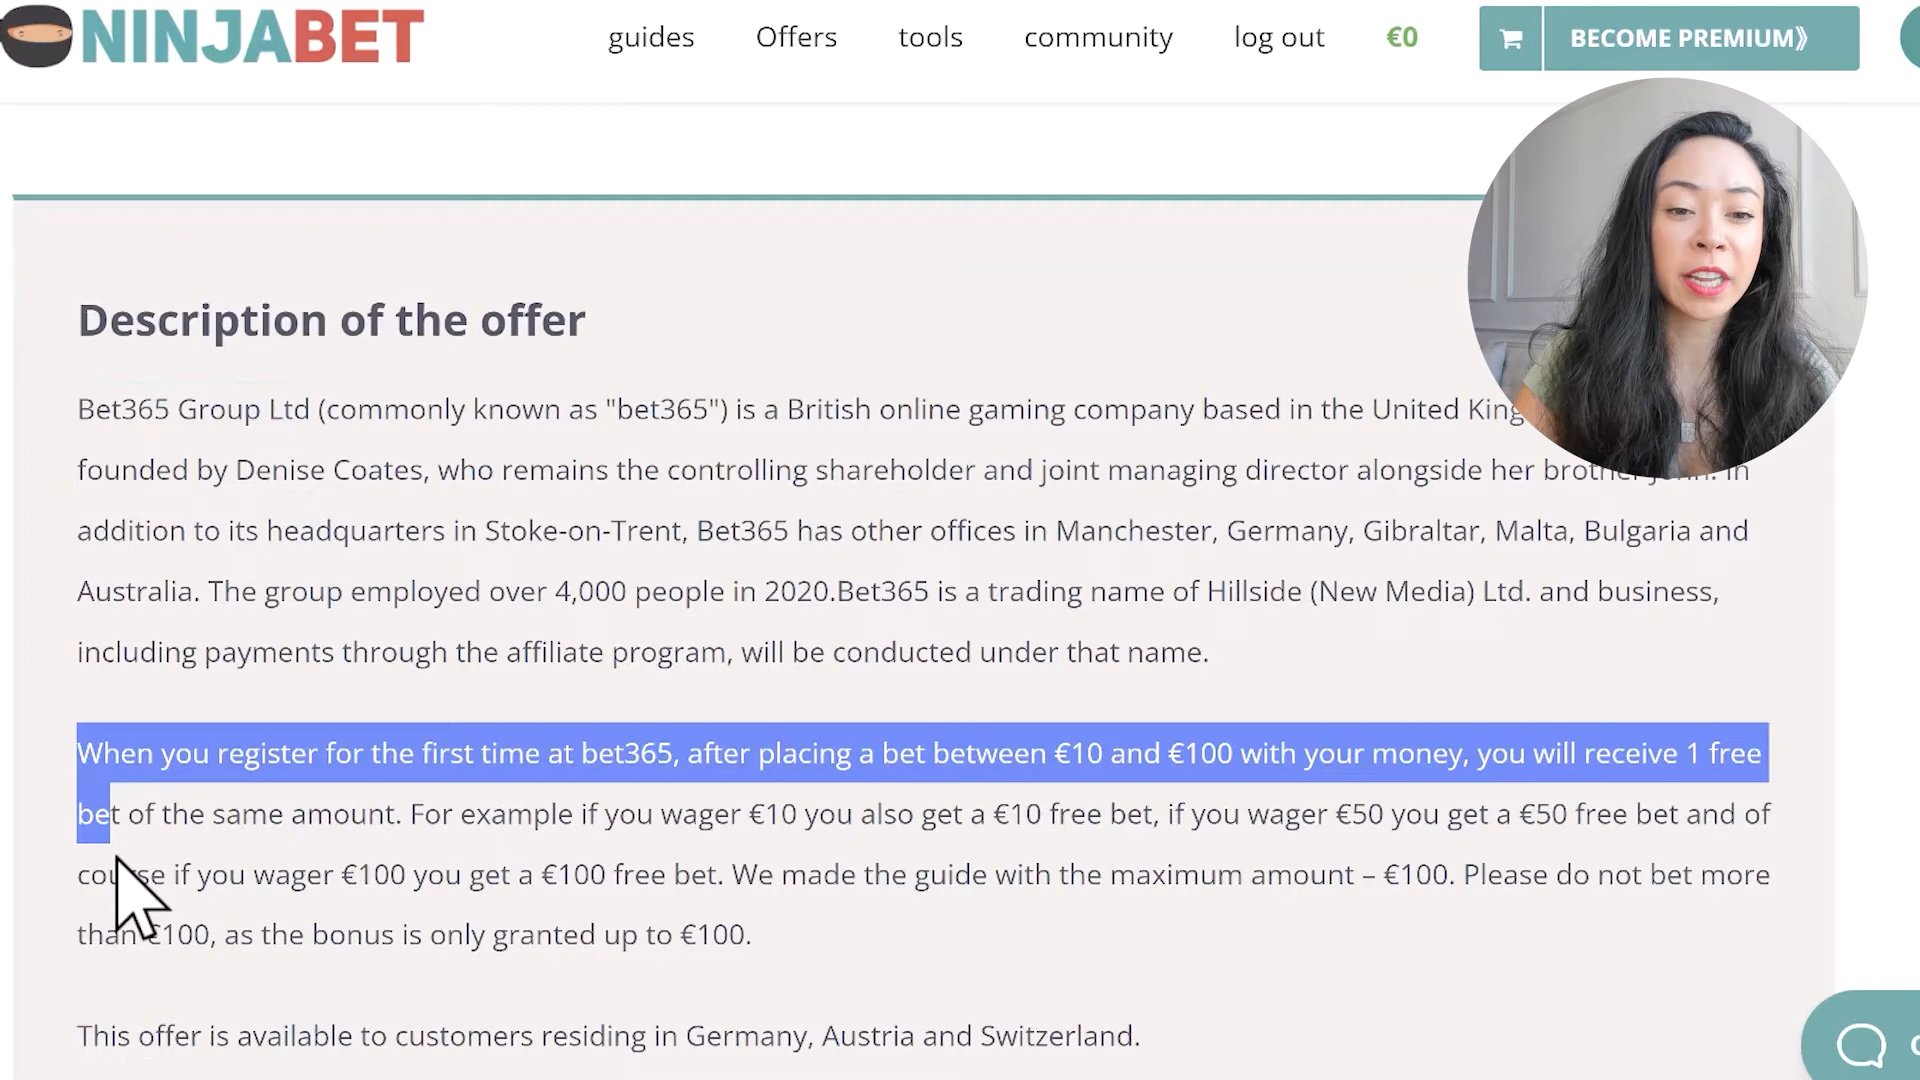 NINJABET
guides Offers tools community log out €0 BECOME PREMIUM》
Description of the offer
Bet365 Group Ltd (commonly known as "bet365") is a British online gaming company based in the United
founded by Denise Coates, who remains the controlling shareholder and joint managing director alongside her In
addition to its headquarters in Stoke-on-Trent, Bet365 has other offices in Manchester, Germany, Gibraltar, Malta, Bulgaria and
Australia. The group employed over 4,000 people in 2020.Bet365 is a trading name of Hillside (New Media) Ltd. and business,
including payments through the affiliate program, will be conducted under that name.
When you register for the first time at bet365, after placing a bet between €10 and €100 with your money, you will receive 1 free
bet of the same amount. For example if you wager €10 you also get a €10 free bet, if you wager €50 you get a €50 free bet and of
course if you wager €100 you get a €100 free bet. We made the guide with the maximum amount – €100. Please do not bet more
than €100, as the bonus is only granted up to €100.
This offer is available to customers residing in Germany, Austria and Switzerland.